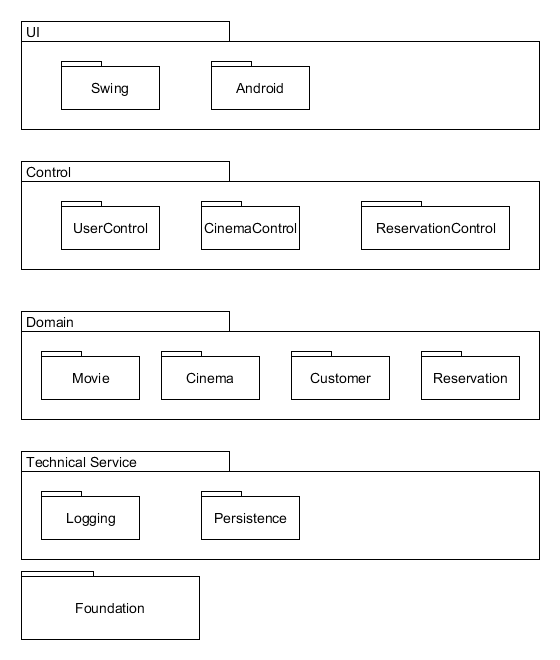 UI
Swing
Android
Control
UserControl
CinemaControl
ReservationControl
Domain
Movie
Cinema
Customer
Reservation
Technical Service
Logging
Persistence
Foundation